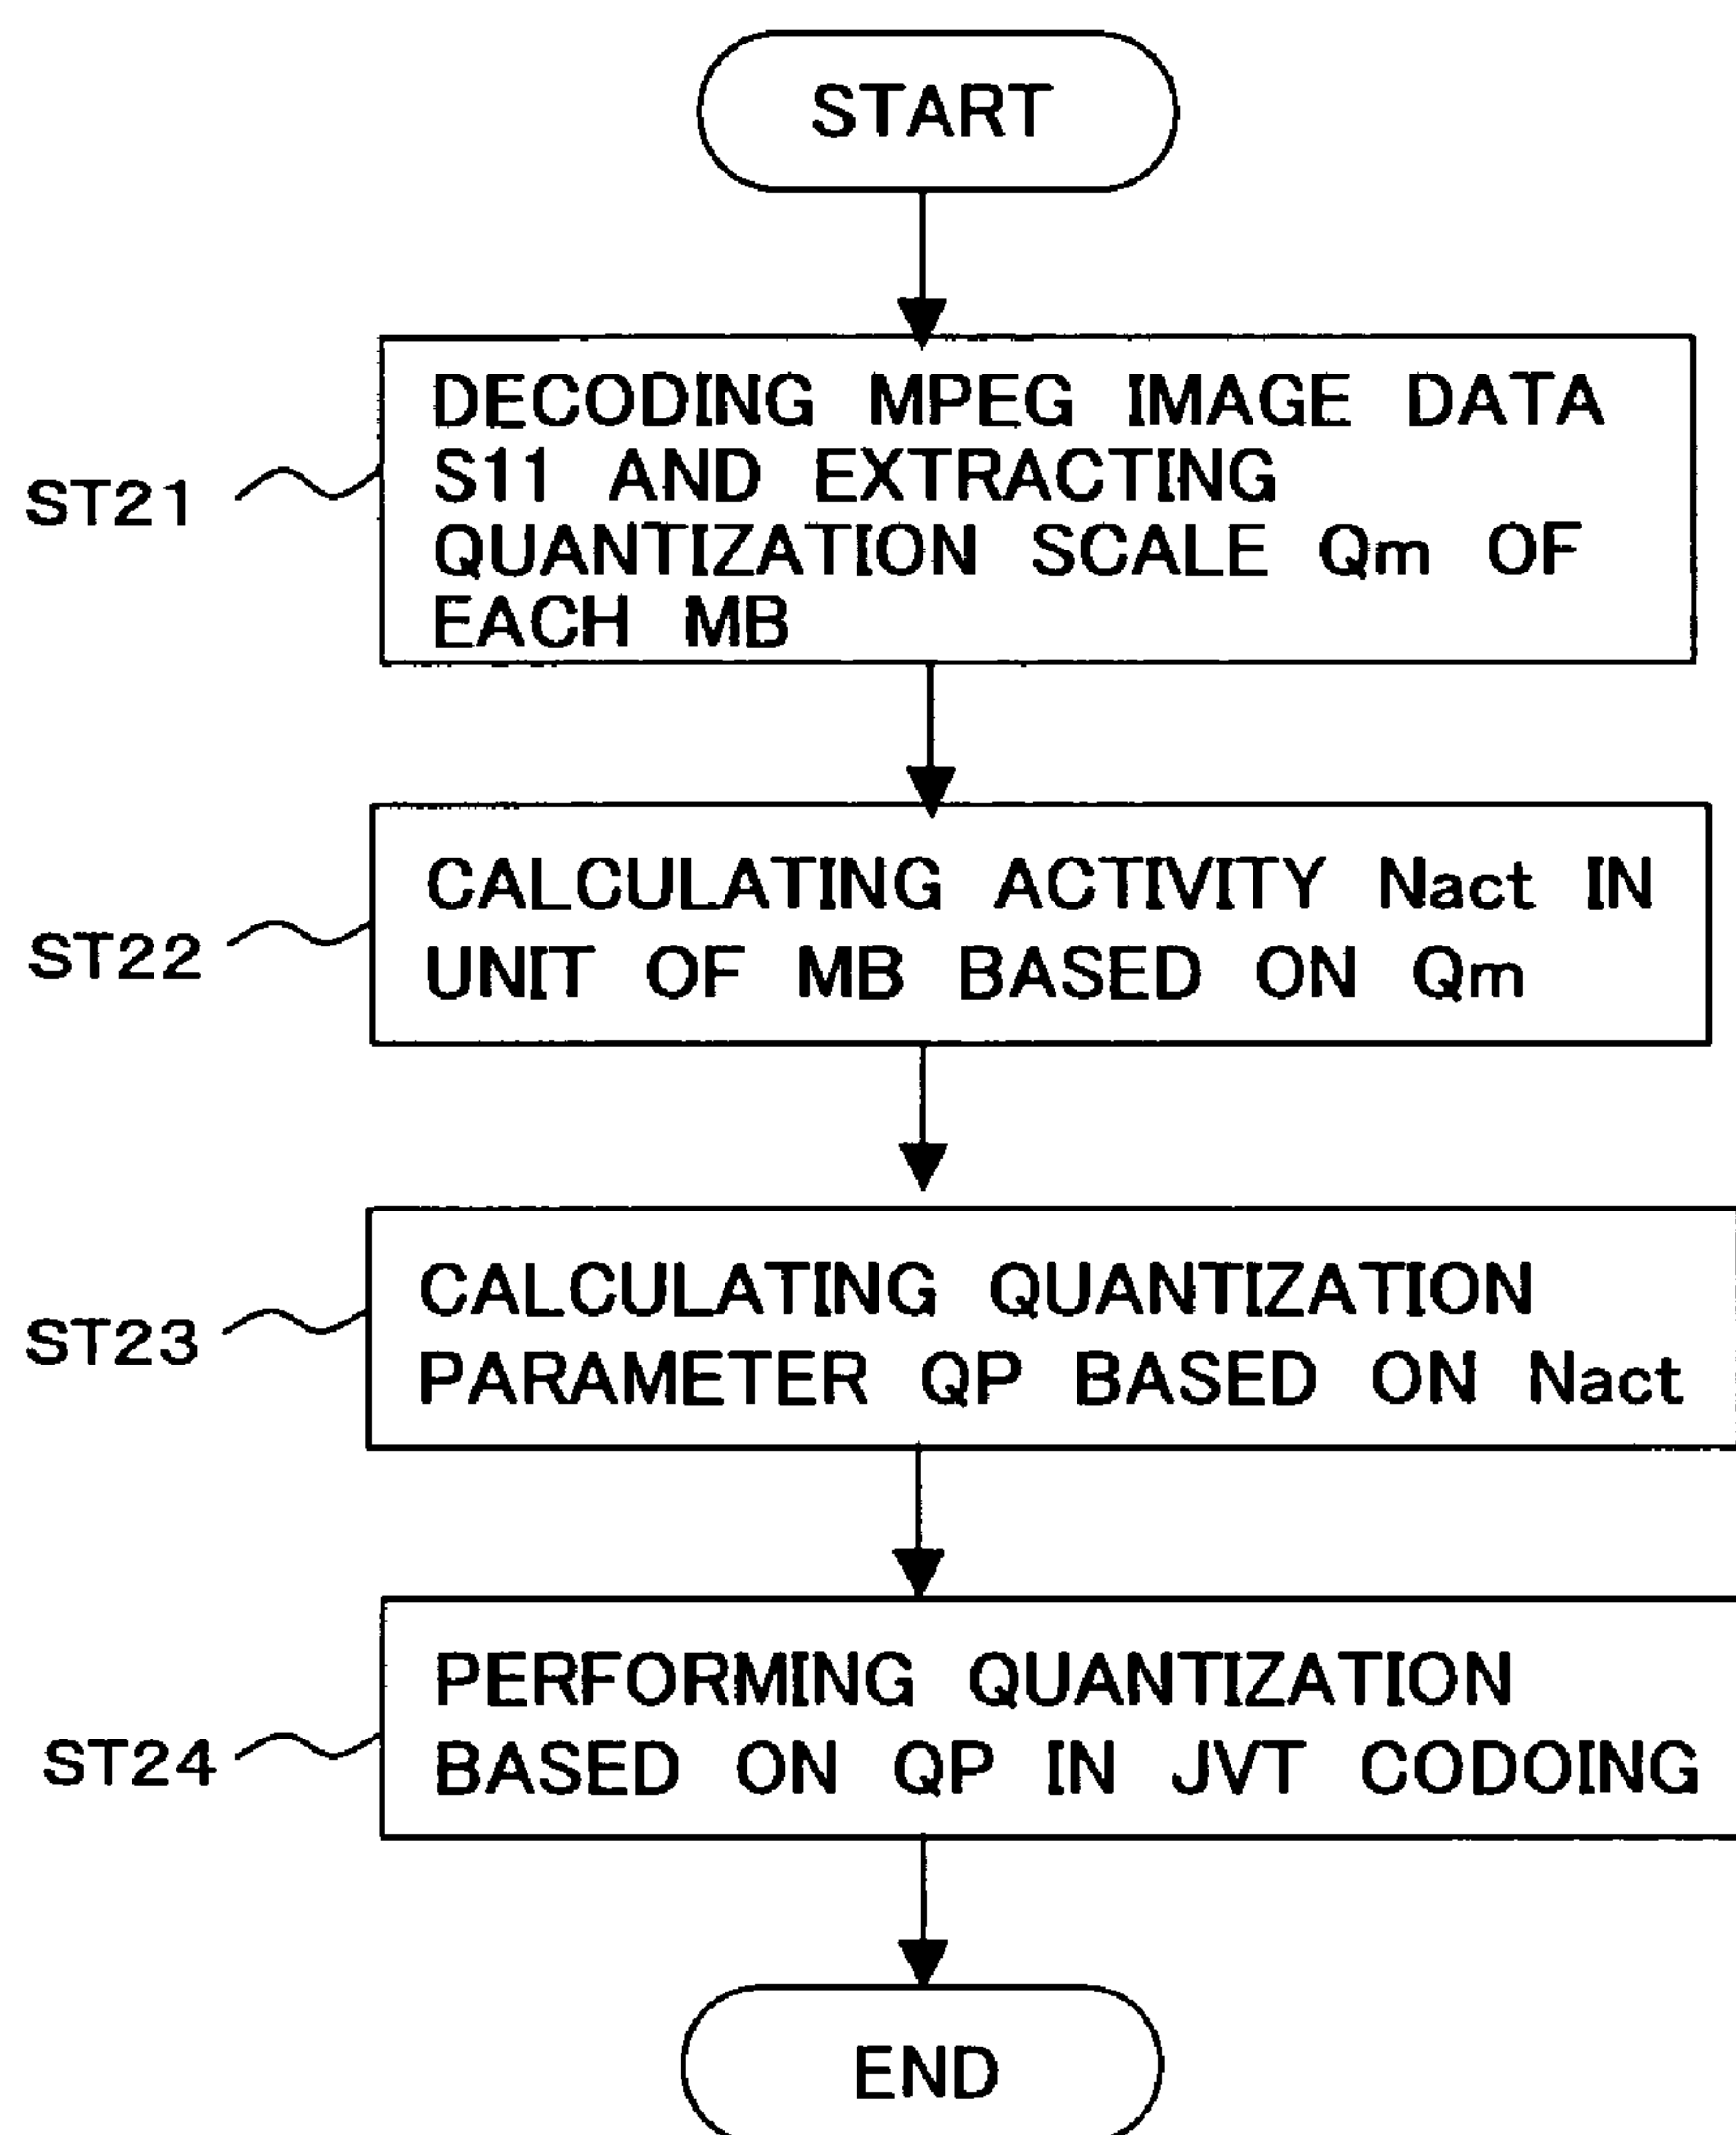 START
DECODING MPEG IMAGE DATA
S11 AND EXTRACTING
QUANTIZATION SCALE Qm OF
EACH MB
ST21
CALCULATING ACTIVITY Nact IN
UNIT OF MB BASED ON Qm
ST22
CALCULATING QUANTIZATION
PARAMETER QP BASED ON Nact
ST23
PERFORMING QUANTIZATION
BASED ON QP IN JVT CODOING
ST24
END